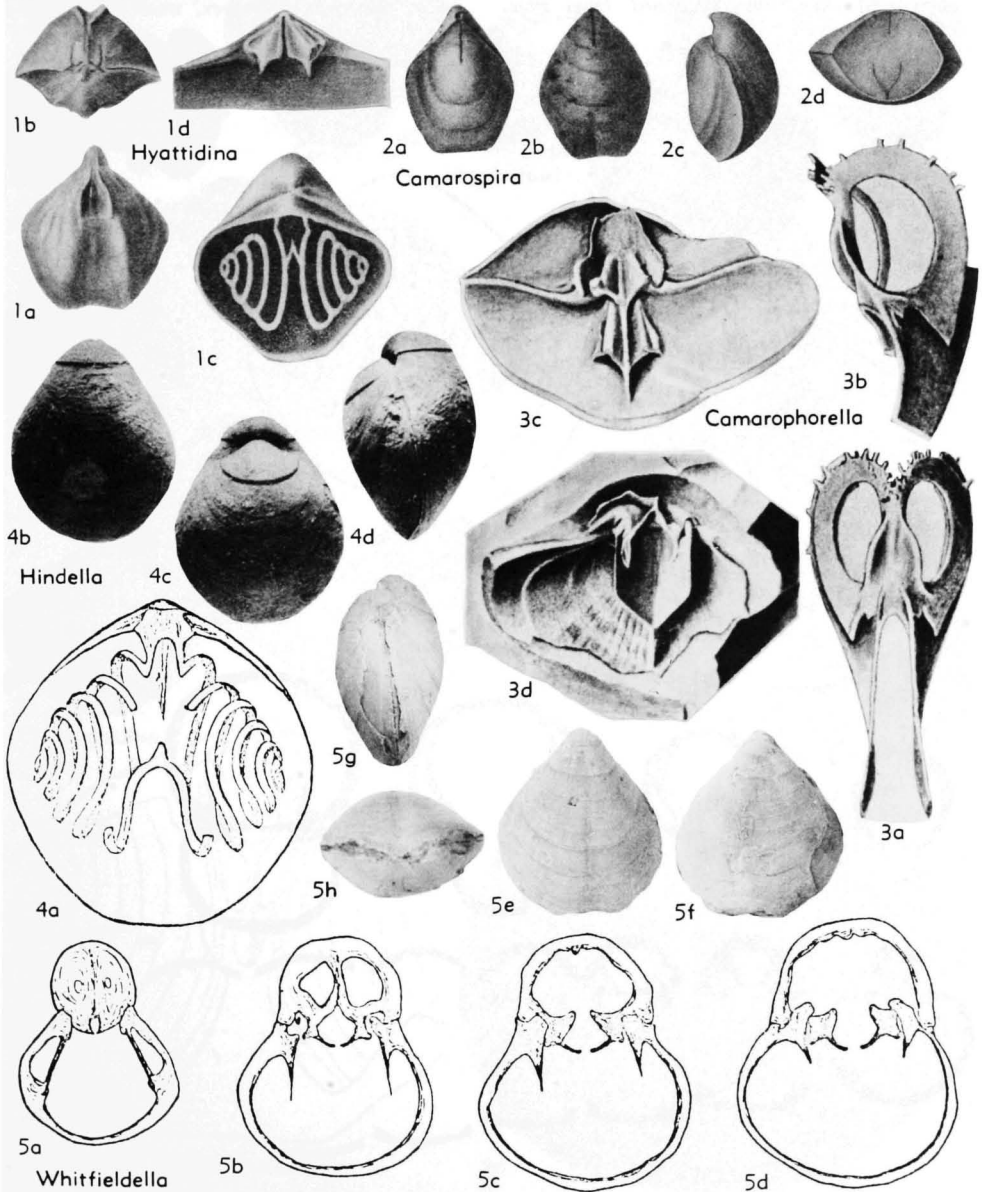 1b
1d
Hyattidina
2a
2b
2c
2d
Camarospira
1a
1c
3c
3b
Camarophorella
4b
4c
4d
Hindella
3d
3a
4a
5g
5h
5e
5f
5a
5b
5c
5d
Whitfieldella